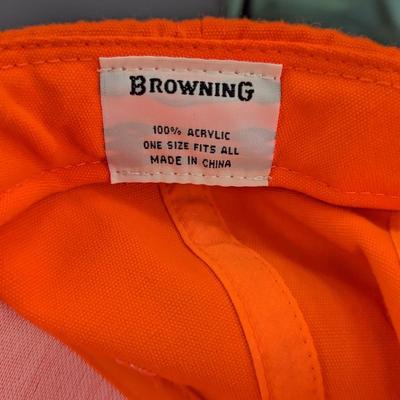 BROWNING
100% ACRYLIC
ONE SIZE FITS ALL
MADE IN CHINA